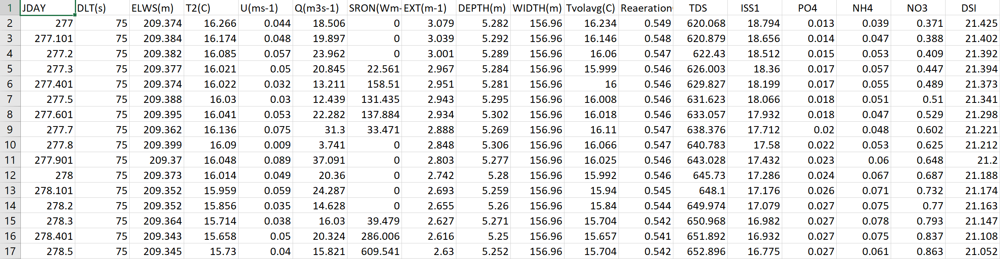 1 JDAY DLT(s) ELWS(m) T2(C) U(ms-1) Q(m3s-1) SRON(Wm- EXT(m-1) DEPTH(m) WIDTH(m) Tvolavg(C) Reaeration( TDS ISS1 PO4 NH4 NO3 DSI
2 277 75 209.374 16.266 0.044 18.506 0 3.079 5.282 156.96 16.234 0.549 620.068 18.794 0.013 0.039 0.371 21.425
3 277.101 75 209.384 16.174 0.048 19.897 0 3.039 5.292 156.96 16.146 0.548 620.879 18.656 0.014 0.047 0.388 21.402
4 277.2 75 209.382 16.085 0.057 23.962 0 3.001 5.289 156.96 16.06 0.547 622.43 18.512 0.015 0.053 0.409 21.392
5 277.3 75 209.377 16.021 0.05 20.845 22.561 2.967 5.284 156.96 15.999 0.546 626.003 18.36 0.017 0.057 0.447 21.394
6 277.401 75 209.374 16.022 0.032 13.211 158.51 2.951 5.281 156.96 16 0.546 629.827 18.199 0.017 0.055 0.489 21.373
7 277.5 75 209.388 16.03 0.03 12.439 131.435 2.943 5.295 156.96 16.008 0.546 631.623 18.066 0.018 0.051 0.51 21.341
8 277.601 75 209.395 16.041 0.053 22.282 137.884 2.934 5.302 156.96 16.018 0.546 633.057 17.932 0.018 0.047 0.529 21.298
9 277.7 75 209.362 16.136 0.075 31.3 33.471 2.888 5.269 156.96 16.11 0.547 638.376 17.712 0.02 0.048 0.602 21.221
10 277.8 75 209.399 16.09 0.009 3.741 0 2.848 5.306 156.96 16.066 0.547 640.783 17.58 0.022 0.053 0.625 21.212
11 277.901 75 209.37 16.048 0.089 37.091 0 2.803 5.277 156.96 16.025 0.546 643.028 17.432 0.023 0.06 0.648 21.2
12 278 75 209.373 16.014 0.049 20.36 0 2.742 5.28 156.96 15.992 0.546 645.73 17.286 0.024 0.067 0.687 21.188
13 278.101 75 209.352 15.959 0.059 24.287 0 2.693 5.259 156.96 15.94 0.545 648.1 17.176 0.026 0.071 0.732 21.174
14 278.2 75 209.352 15.856 0.035 14.628 0 2.655 5.26 156.96 15.84 0.544 649.974 17.079 0.027 0.075 0.77 21.163
15 278.3 75 209.364 15.714 0.038 16.03 39.479 2.627 5.271 156.96 15.704 0.542 650.968 16.982 0.027 0.078 0.793 21.147
16 278.401 75 209.343 15.658 0.05 20.324 286.006 2.616 5.25 156.96 15.657 0.541 651.892 16.932 0.027 0.075 0.837 21.108
17 278.5 75 209.345 15.73 0.04 15.821 609.541 2.63 5.252 156.96 15.704 0.542 652.896 16.775 0.027 0.061 0.863 21.052